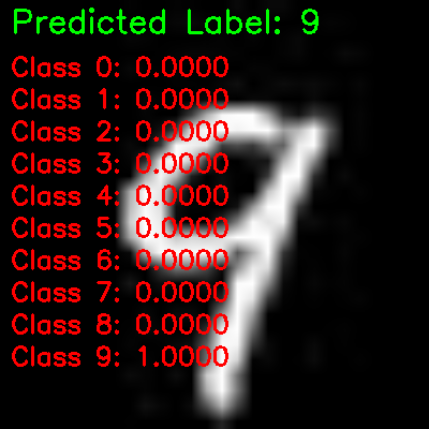 Predicted Label: 9
Class 0: 0.0000
Class 1: 0.0000
Class 2: 0.0000
Class 3: 0.0000
Class 4: 0.0000
Class 5: 0.0000
Class 6: 0.0000
Class 7: 0.0000
Class 8: 0.0000
Class 9: 1.0000
9